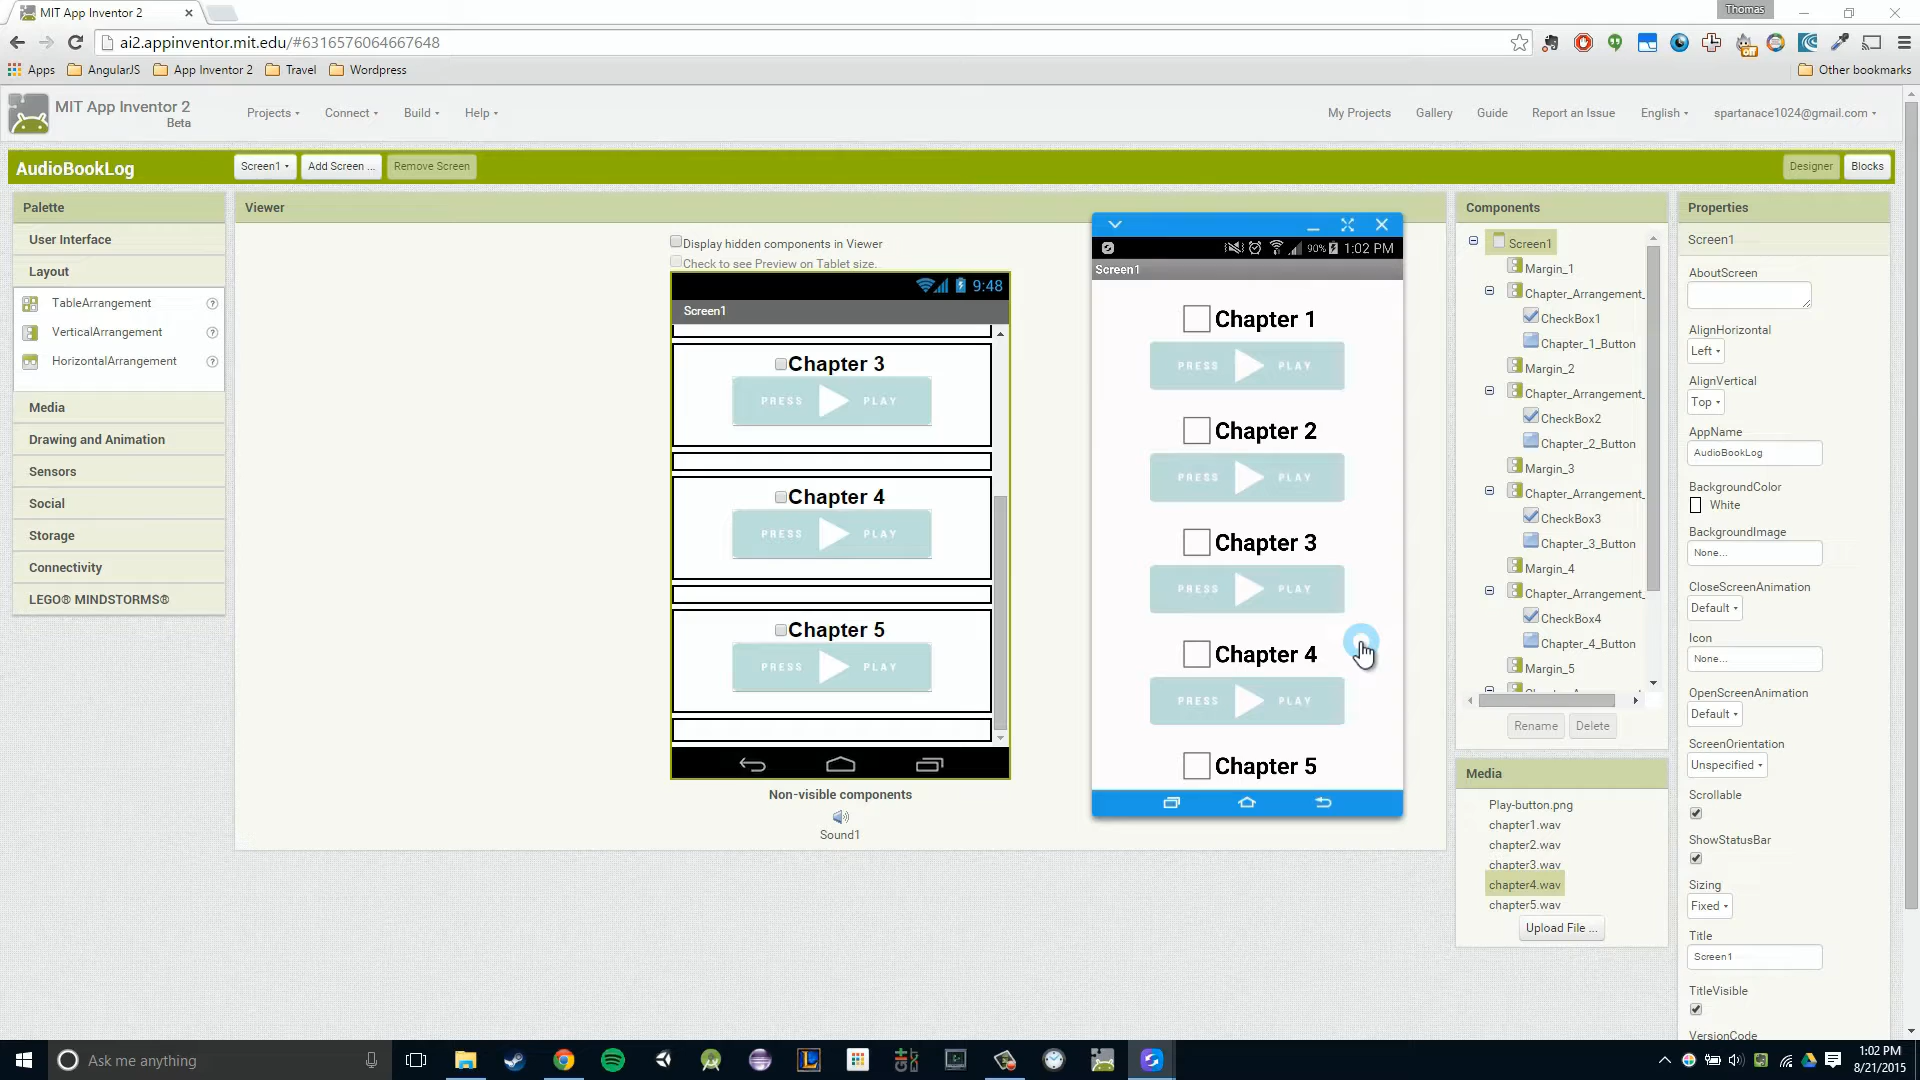 MIT App Inventor 2
Thomas
ai2.appinventor.mit.edu/#6316576064667648
Apps
AngularJS
App Inventor 2
Travel
Wordpress
Other bookmarks
MIT App Inventor 2
Beta
Projects
Connect
Build
Help
My Projects
Gallery
Guide
Report an Issue
English
spartanace1024@gmail.com
AudioBookLog
Screen1
Add Screen ...
Remove Screen
Designer
Blocks
Palette
User Interface
Layout
TableArrangement
VerticalArrangement
HorizontalArrangement
Media
Drawing and Animation
Sensors
Social
Storage
Connectivity
LEGO® MINDSTORMS®
Viewer
Display hidden components in Viewer
Check to see Preview on Tablet size.
9:48
Screen1
Chapter 3
PRESS PLAY
Chapter 4
PRESS PLAY
Chapter 5
PRESS PLAY
Non-visible components
Sound1
90% 1:02 PM
Screen1
Chapter 1
PRESS PLAY
Chapter 2
PRESS PLAY
Chapter 3
PRESS PLAY
Chapter 4
PRESS PLAY
Chapter 5
Components
Screen1
Margin_1
Chapter_Arrangement_
CheckBox1
Chapter_1_Button
Margin_2
Chapter_Arrangement_
CheckBox2
Chapter_2_Button
Margin_3
Chapter_Arrangement_
CheckBox3
Chapter_3_Button
Margin_4
Chapter_Arrangement_
CheckBox4
Chapter_4_Button
Margin_5
Rename
Delete
Media
Play-button.png
chapter1.wav
chapter2.wav
chapter3.wav
chapter4.wav
chapter5.wav
Upload File ...
Properties
Screen1
AboutScreen
AlignHorizontal
Left
AlignVertical
Top
AppName
AudioBookLog
BackgroundColor
White
BackgroundImage
None...
CloseScreenAnimation
Default
Icon
None...
OpenScreenAnimation
Default
ScreenOrientation
Unspecified
Scrollable
ShowStatusBar
Sizing
Fixed
Title
Screen1
TitleVisible
VersionCode
Ask me anything
1:02 PM
8/21/2015